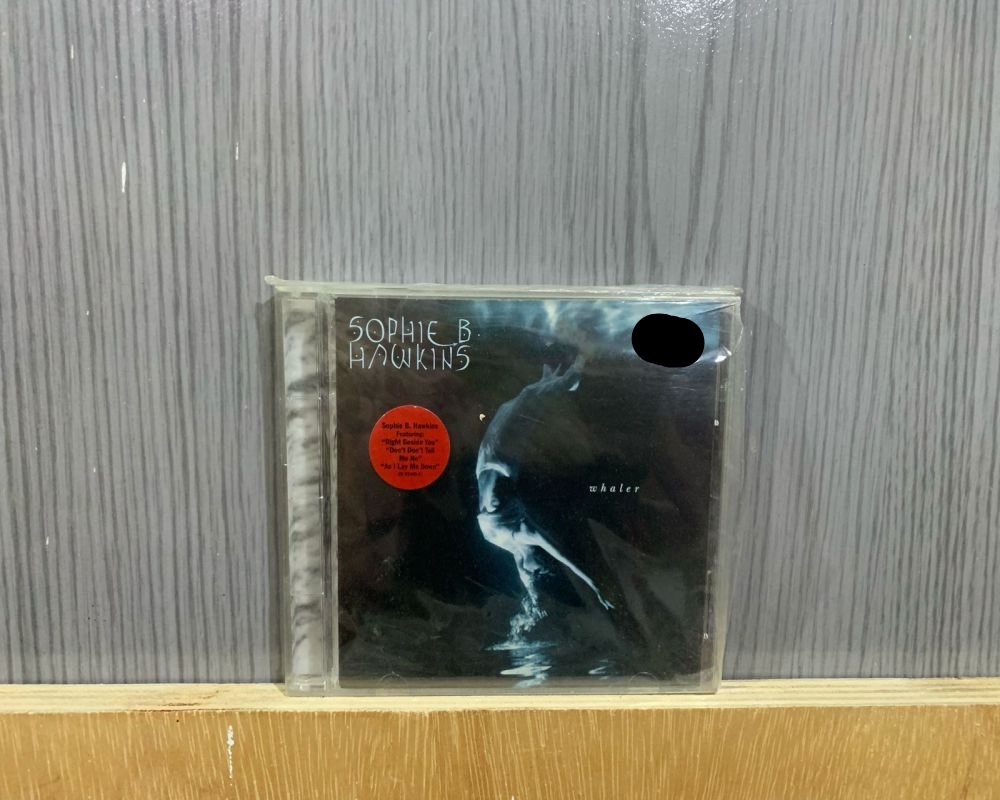 SOPHIE B
HAWKINS
Sophie B. Hawkins
Featuring:
"Right Beside You"
"Don't Don't Tell
Me No"
"As I Lay Me Down"
whaler